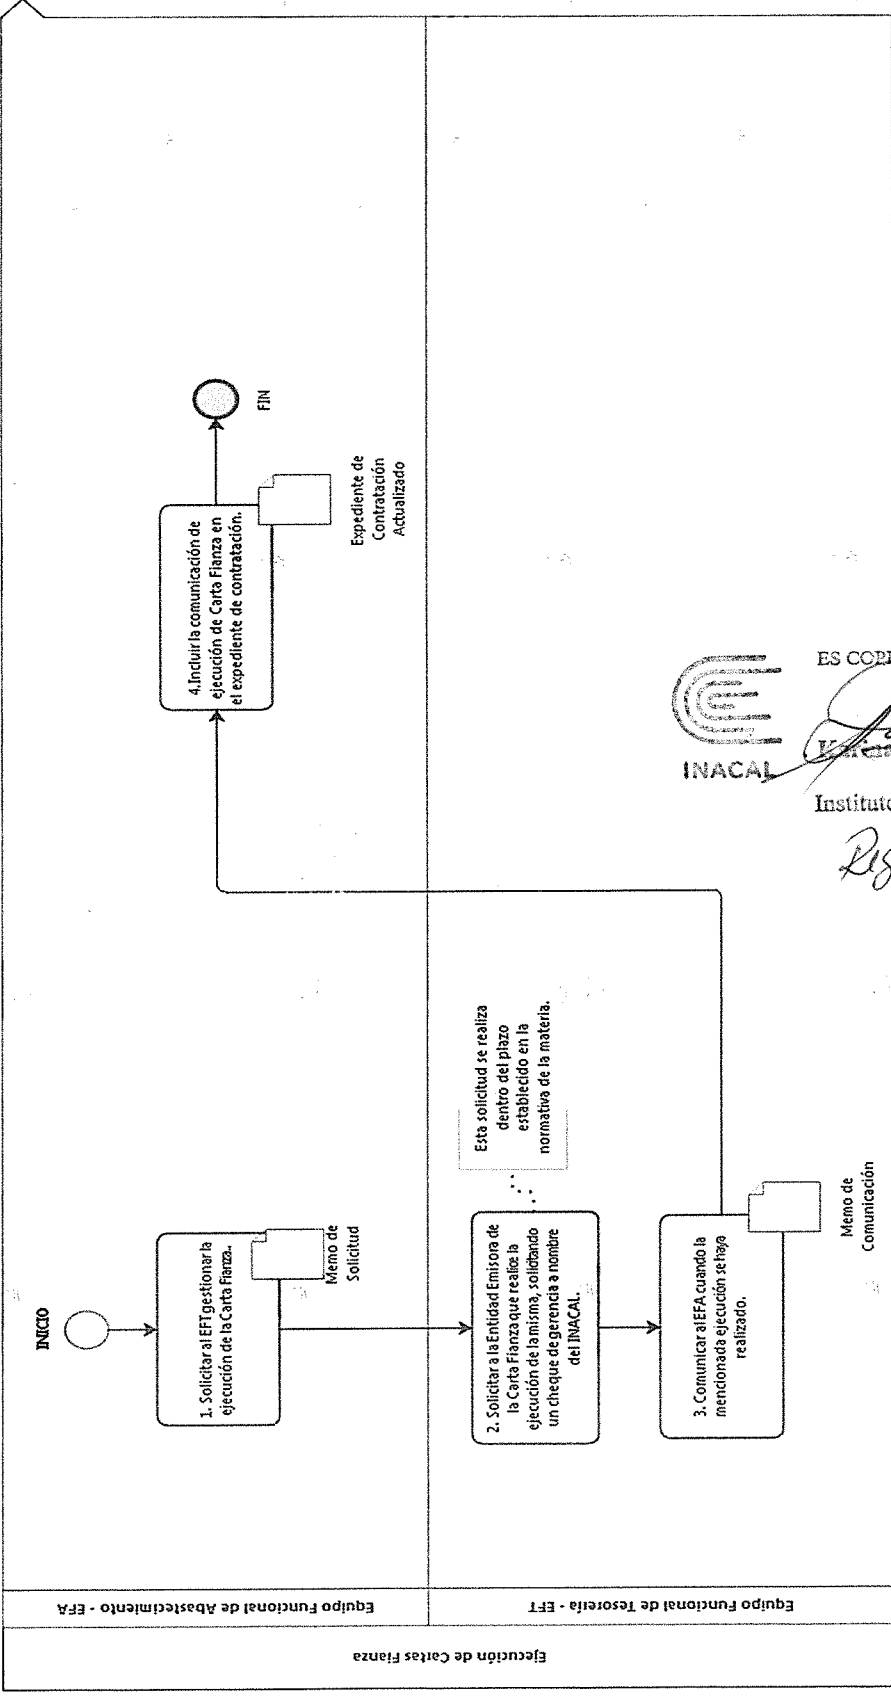 Ejecución de Cartas Fianza
Equipo Funcional de Abastecimiento - EFA
INICIO
1. Solicitar al EFT gestionar la
ejecución de la Carta Fianza..
Memo de
Solicitud
4.Incluir la comunicación de
ejecución de Carta Fianza en
el expediente de contratación.
Expediente de
Contratación
Actualizado
FIN
Equipo Funcional de Tesorería - EFT
2. Solicitar a la Entidad Emisora de
la Carta Fianza que realice la
ejecución de la misma, solicitando
un cheque de gerencia a nombre
del INACAL.
Esta solicitud se realiza
dentro del plazo
establecido en la
normativa de la materia.
3. Comunicar al EFA cuando la
mencionada ejecución se haya
realizado.
Memo de
Comunicación
INACAL
ES COPI
Instituto